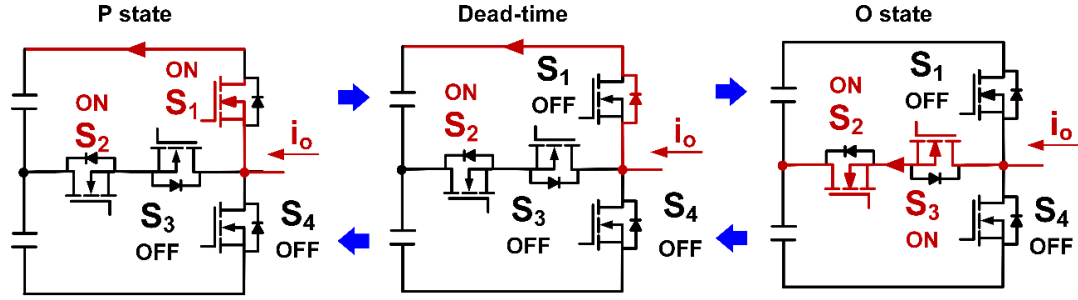 P state
Dead-time
O state
ON
S1
ON
S2
io
S3
OFF
S4
OFF
S1
OFF
ON
S2
io
S3
OFF
S4
OFF
S1
OFF
ON
S2
io
S3
ON
S4
OFF